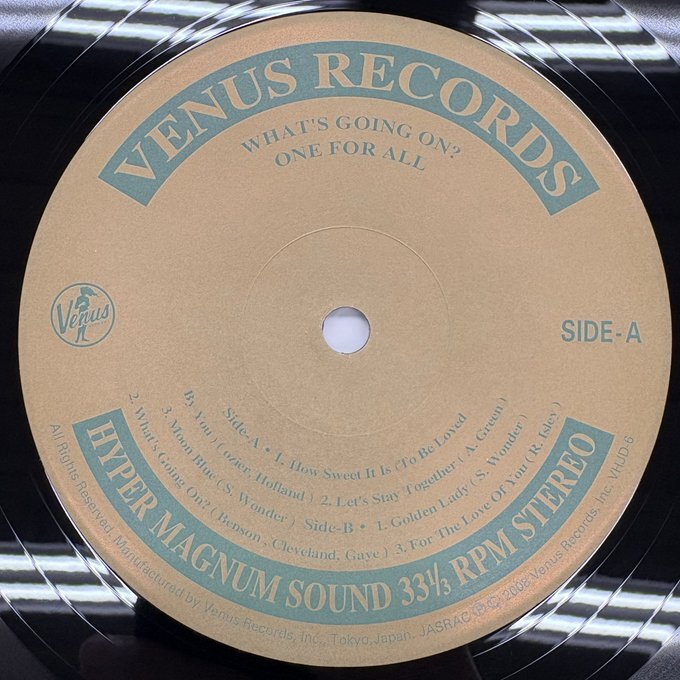 VENUS RECORDS
WHAT'S GOING ON?
ONE FOR ALL
Venus
SIDE-A
Side-A • 1. How Sweet It Is (To Be Loved
By You) (ozier, Holland) 2. Let's Stay Together (A. Green)
3. Moon Blue (S. Wonder) Side-B • 1. Golden Lady (S. Wonder)
2. What's Going On? (Benson, Cleveland, Gaye) 3. For The Love Of You (R. Isley)
HYPER MAGNUM SOUND 33⅓ RPM STEREO
All Rights Reserved. Manufactured by Venus Records, Inc., Tokyo, Japan. JASRAC Ⓟ © 2008 Venus Records, Inc. VHJD-6